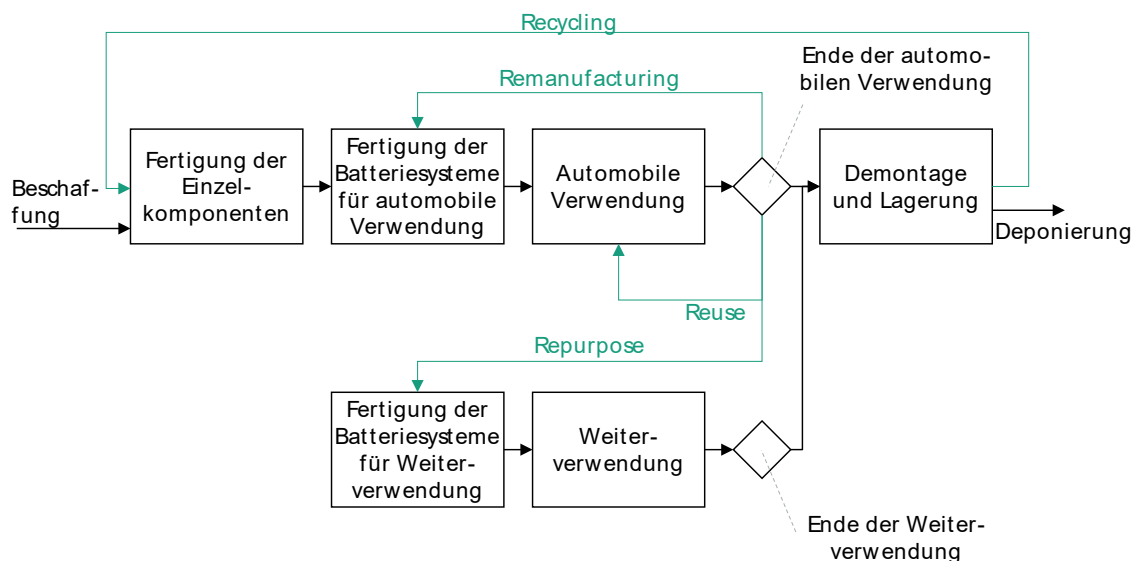 Recycling
Ende der automo-
bilen Verwendung
Remanufacturing
Beschaf-
fung
Fertigung der
Einzel-
komponenten
Fertigung der
Batteriesysteme
für automobile
Verwendung
Automobile
Verwendung
Demontage
und Lagerung
Deponierung
Reuse
Repurpose
Fertigung der
Batteriesysteme
für Weiter-
verwendung
Weiter-
verwendung
Ende der Weiter-
verwendung